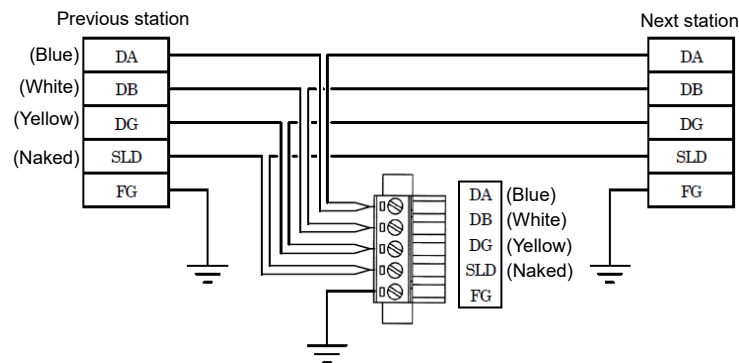 Previous station
Next station
(Blue) DA
(White) DB
(Yellow) DG
(Naked) SLD
FG
DA
DB
DG
SLD
FG
DA (Blue)
DB (White)
DG (Yellow)
SLD (Naked)
FG